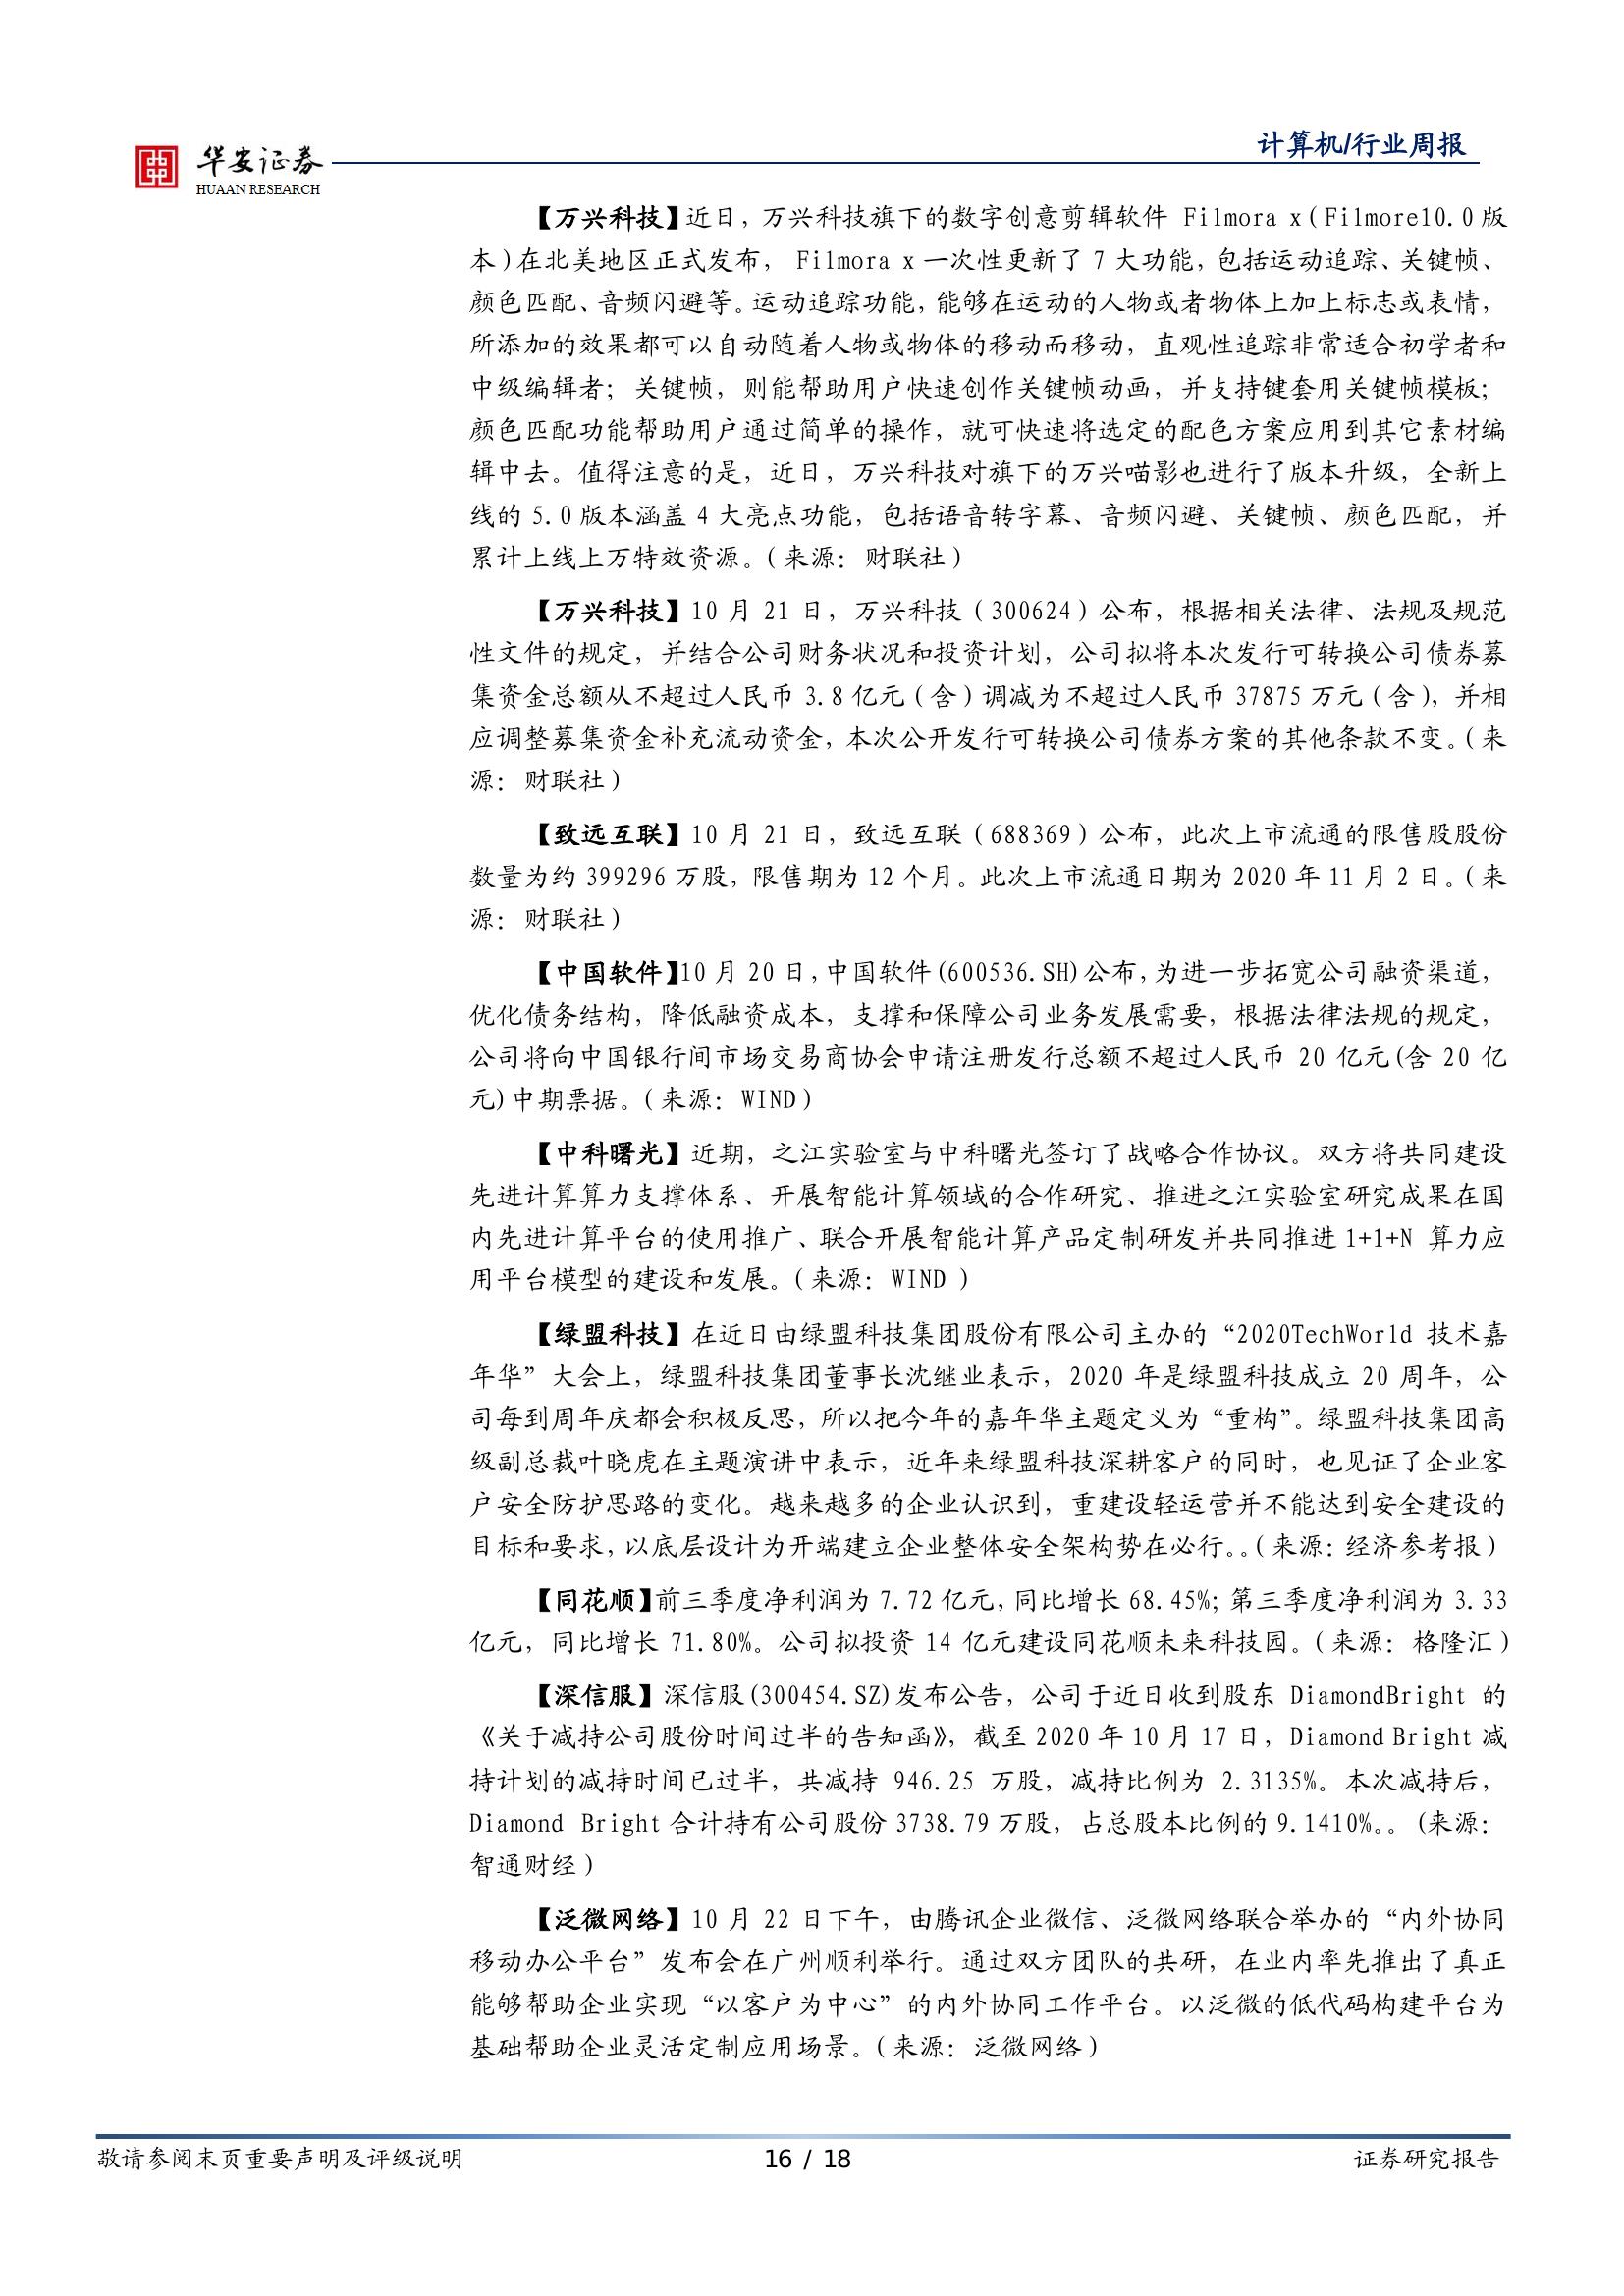 华安证券
HUAAN RESEARCH
计算机/行业周报
【万兴科技】近日，万兴科技旗下的数字创意剪辑软件 Filmora x（Filmore10.0版
本）在北美地区正式发布， Filmora x 一次性更新了 7 大功能，包括运动追踪、关键帧、
颜色匹配、音频闪避等。运动追踪功能，能够在运动的人物或者物体上加上标志或表情，
所添加的效果都可以自动随着人物或物体的移动而移动，直观性追踪非常适合初学者和
中级编辑者；关键帧，则能帮助用户快速创作关键帧动画，并支持键套用关键帧模板；
颜色匹配功能帮助用户通过简单的操作，就可快速将选定的配色方案应用到其它素材编
辑中去。值得注意的是，近日，万兴科技对旗下的万兴喵影也进行了版本升级，全新上
线的 5.0 版本涵盖 4 大亮点功能，包括语音转字幕、音频闪避、关键帧、颜色匹配，并
累计上线上万特效资源。（来源：财联社）
【万兴科技】10 月 21 日，万兴科技（300624）公布，根据相关法律、法规及规范
性文件的规定，并结合公司财务状况和投资计划，公司拟将本次发行可转换公司债券募
集资金总额从不超过人民币 3.8 亿元（含）调减为不超过人民币 37875 万元（含），并相
应调整募集资金补充流动资金，本次公开发行可转换公司债券方案的其他条款不变。（来
源：财联社）
【致远互联】10 月 21 日，致远互联（688369）公布，此次上市流通的限售股股份
数量为约 399296 万股，限售期为 12 个月。此次上市流通日期为 2020 年 11 月 2 日。（来
源：财联社）
【中国软件】10 月 20 日，中国软件(600536.SH)公布，为进一步拓宽公司融资渠道，
优化债务结构，降低融资成本，支撑和保障公司业务发展需要，根据法律法规的规定，
公司将向中国银行间市场交易商协会申请注册发行总额不超过人民币 20 亿元(含 20 亿
元)中期票据。（来源：WIND）
【中科曙光】近期，之江实验室与中科曙光签订了战略合作协议。双方将共同建设
先进计算算力支撑体系、开展智能计算领域的合作研究、推进之江实验室研究成果在国
内先进计算平台的使用推广、联合开展智能计算产品定制研发并共同推进 1+1+N 算力应
用平台模型的建设和发展。（来源：WIND ）
【绿盟科技】在近日由绿盟科技集团股份有限公司主办的“2020TechWorld 技术嘉
年华”大会上，绿盟科技集团董事长沈继业表示，2020 年是绿盟科技成立 20 周年，公
司每到周年庆都会积极反思，所以把今年的嘉年华主题定义为“重构”。绿盟科技集团高
级副总裁叶晓虎在主题演讲中表示，近年来绿盟科技深耕客户的同时，也见证了企业客
户安全防护思路的变化。越来越多的企业认识到，重建设轻运营并不能达到安全建设的
目标和要求，以底层设计为开端建立企业整体安全架构势在必行。。（来源：经济参考报）
【同花顺】前三季度净利润为 7.72 亿元，同比增长 68.45%；第三季度净利润为 3.33
亿元，同比增长 71.80%。公司拟投资 14 亿元建设同花顺未来科技园。（来源：格隆汇）
【深信服】深信服(300454.SZ)发布公告，公司于近日收到股东 DiamondBright 的
《关于减持公司股份时间过半的告知函》，截至 2020 年 10 月 17 日，Diamond Bright 减
持计划的减持时间已过半，共减持 946.25 万股，减持比例为 2.3135%。本次减持后，
Diamond Bright 合计持有公司股份 3738.79 万股，占总股本比例的 9.1410%。。(来源：
智通财经）
【泛微网络】10 月 22 日下午，由腾讯企业微信、泛微网络联合举办的“内外协同
移动办公平台”发布会在广州顺利举行。通过双方团队的共研，在业内率先推出了真正
能够帮助企业实现“以客户为中心”的内外协同工作平台。以泛微的低代码构建平台为
基础帮助企业灵活定制应用场景。（来源：泛微网络）
敬请参阅末页重要声明及评级说明
16 / 18
证券研究报告